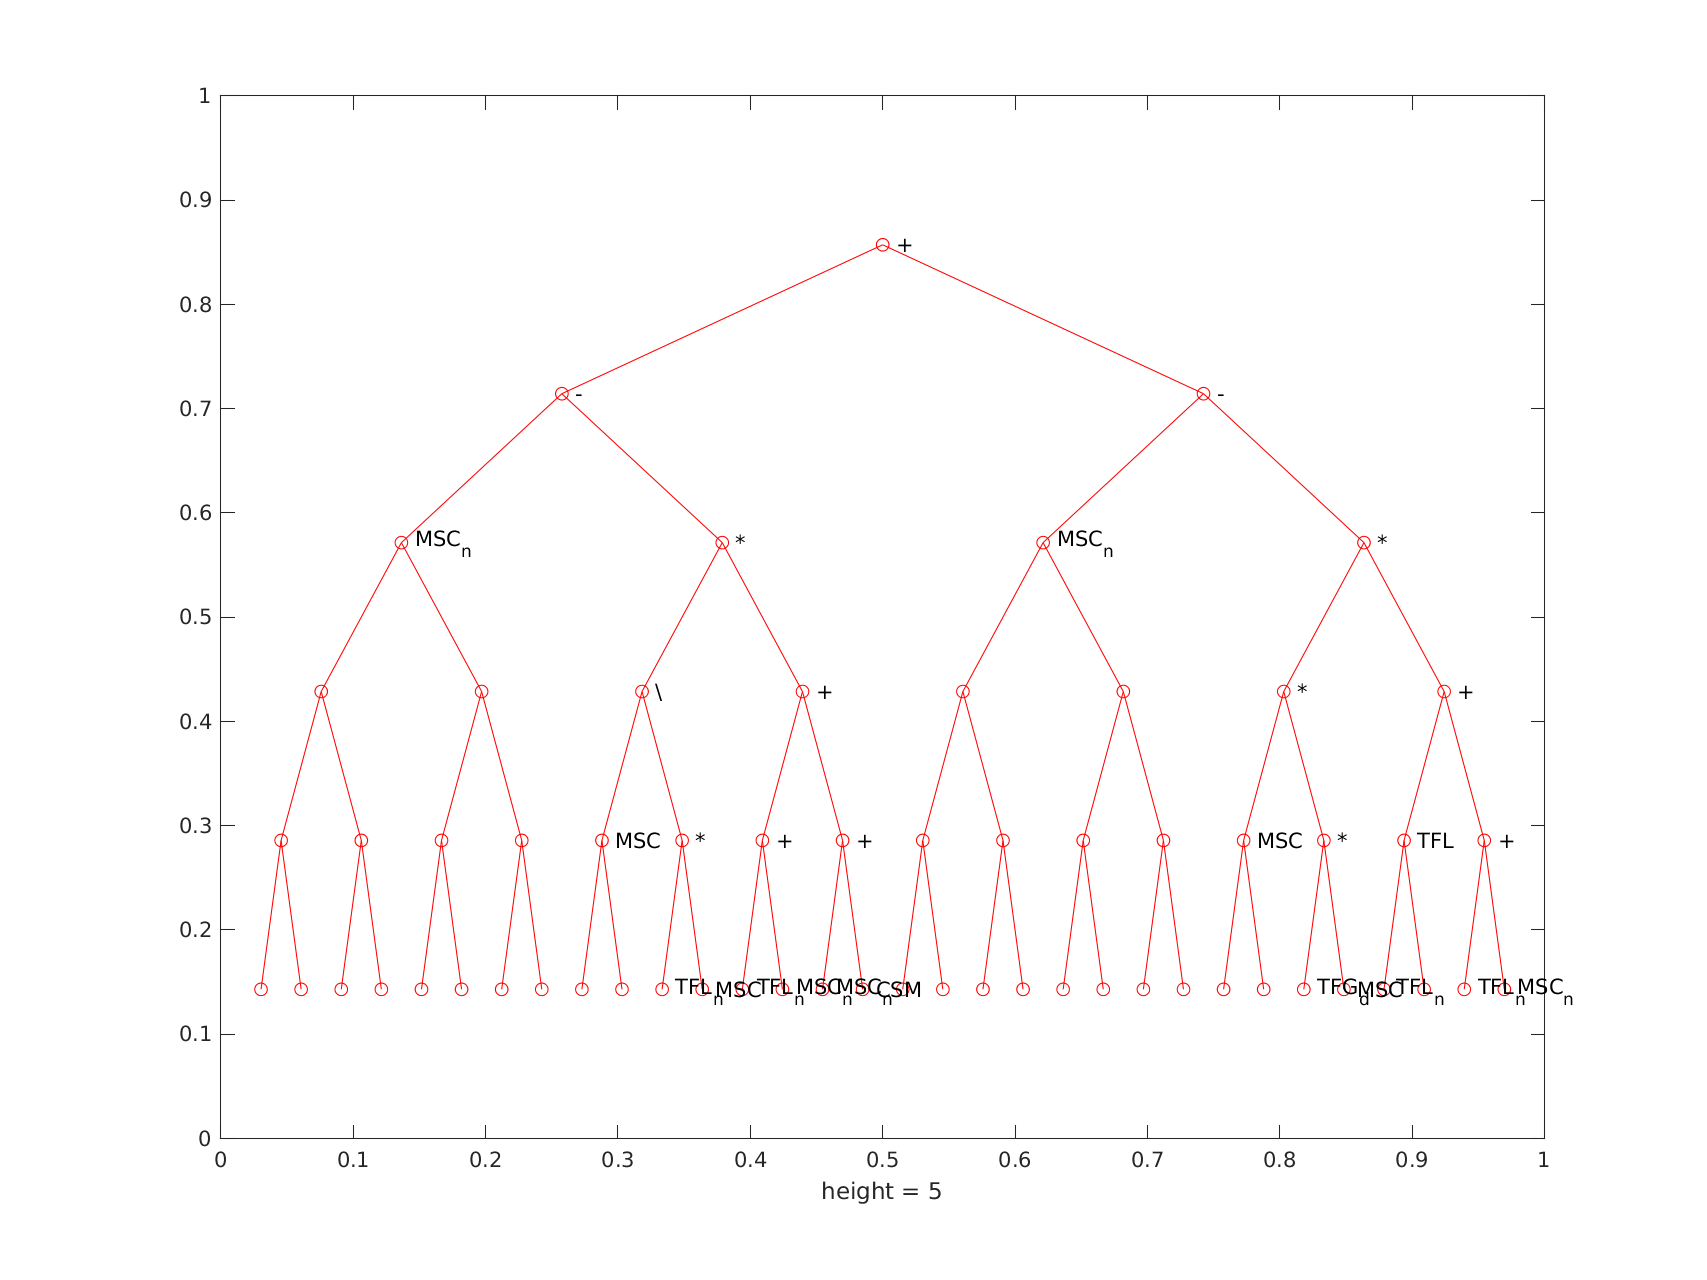 1
0.9
+
0.8
0.7
- -
0.6
MSCn * MSCn *
0.5
0.4
\ + * +
0.3
MSC * + + MSC * TFL +
0.2
TFLn MSC TFLn MSCn MSCn CSM TFGd MSC TFLn TFLn MSCn
0.1
0
0 0.1 0.2 0.3 0.4 0.5 0.6 0.7 0.8 0.9 1
height = 5